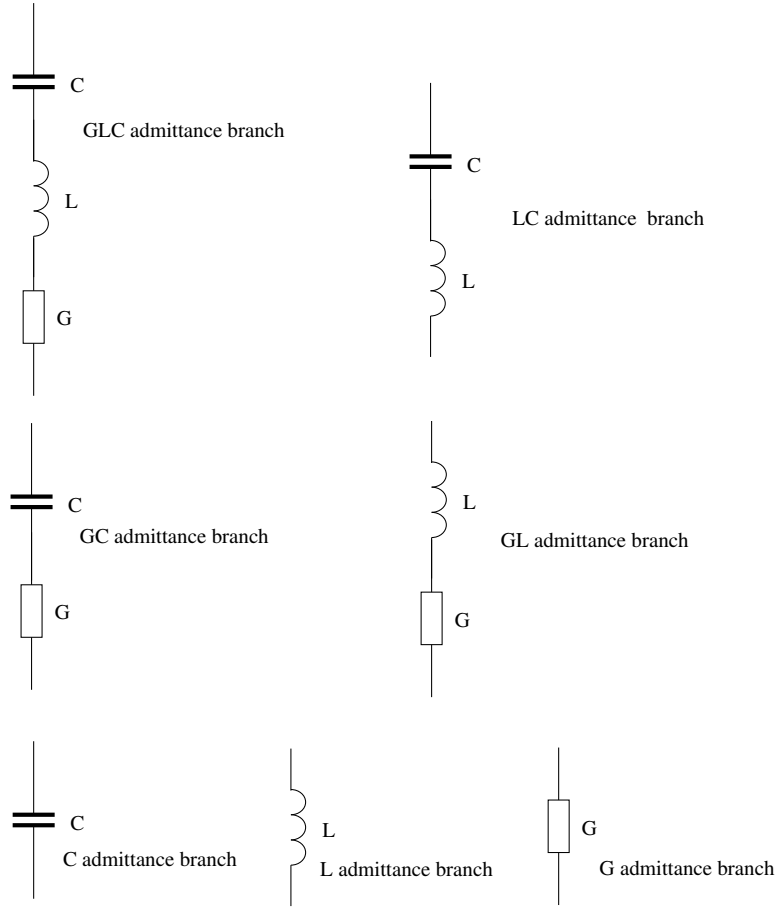 C
GLC admittance branch
L
G
C
LC admittance branch
L
C
GC admittance branch
G
L
GL admittance branch
G
C
C admittance branch
L
L admittance branch
G
G admittance branch